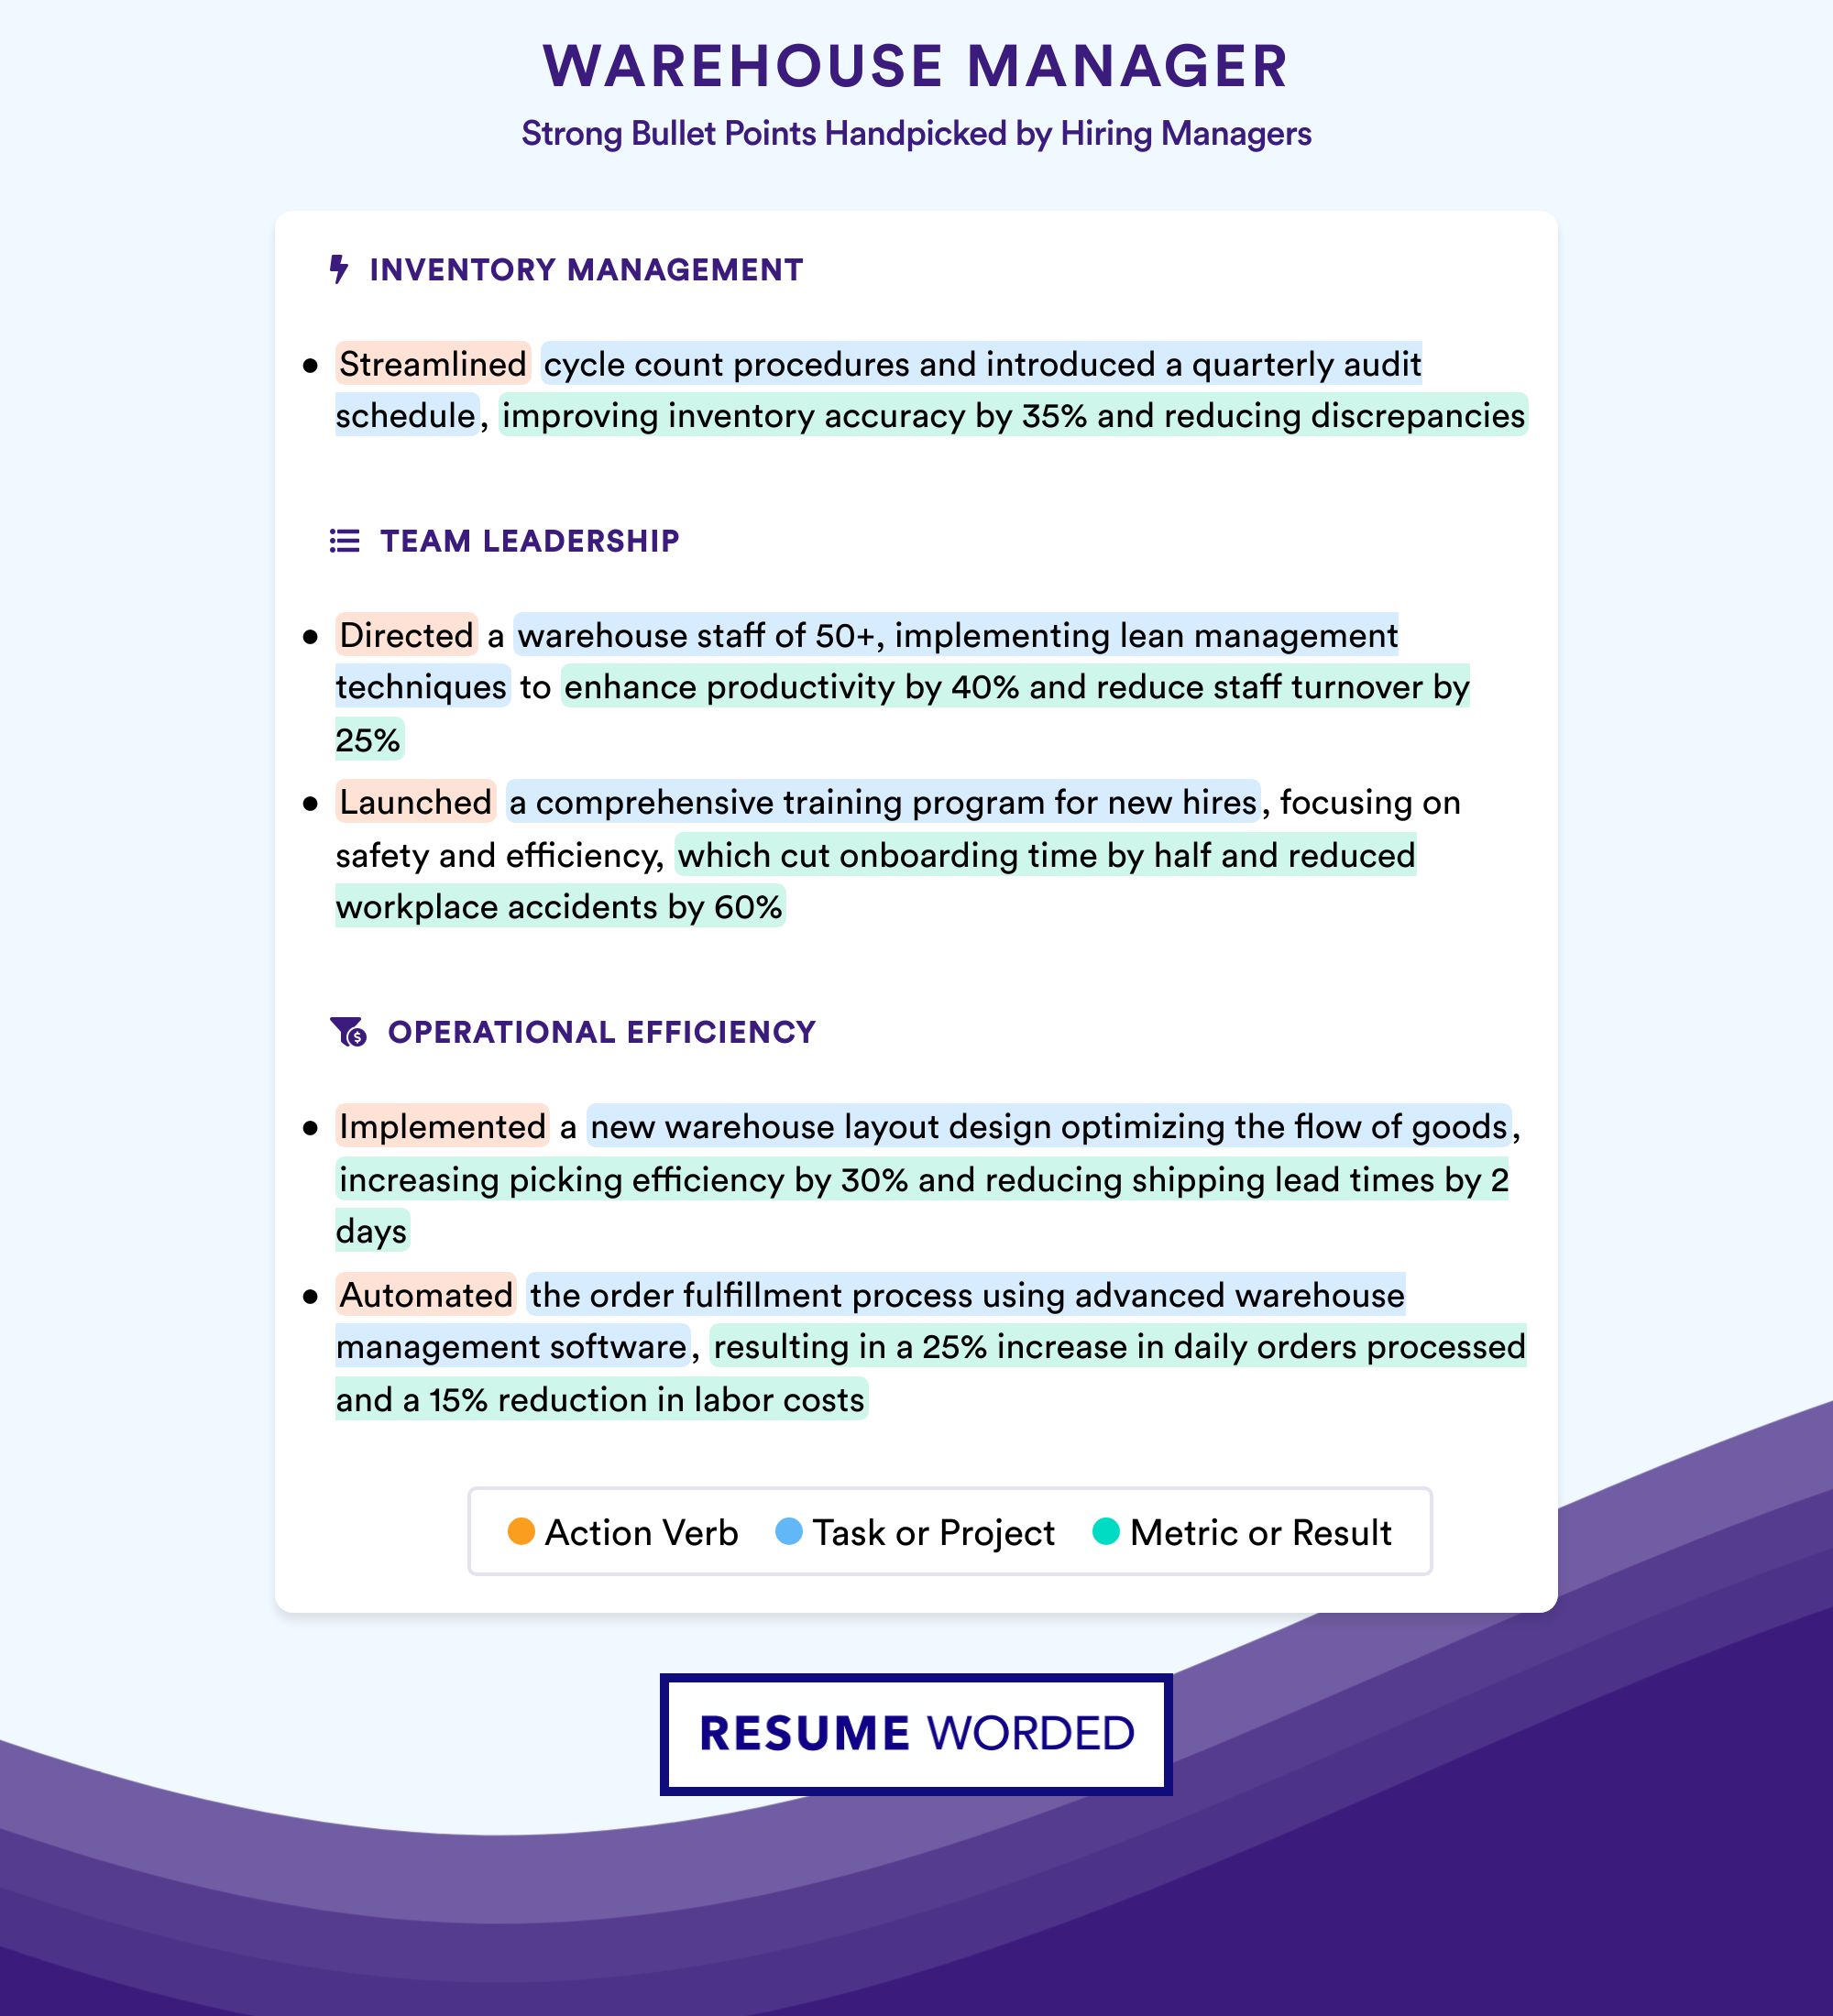 WAREHOUSE MANAGER
Strong Bullet Points Handpicked by Hiring Managers
INVENTORY MANAGEMENT
● Streamlined cycle count procedures and introduced a quarterly audit
schedule, improving inventory accuracy by 35% and reducing discrepancies
TEAM LEADERSHIP
● Directed a warehouse staff of 50+, implementing lean management
techniques to enhance productivity by 40% and reduce staff turnover by
25%
● Launched a comprehensive training program for new hires, focusing on
safety and efficiency, which cut onboarding time by half and reduced
workplace accidents by 60%
OPERATIONAL EFFICIENCY
● Implemented a new warehouse layout design optimizing the flow of goods,
increasing picking efficiency by 30% and reducing shipping lead times by 2
days
● Automated the order fulfillment process using advanced warehouse
management software, resulting in a 25% increase in daily orders processed
and a 15% reduction in labor costs
Action Verb Task or Project Metric or Result
RESUME WORDED